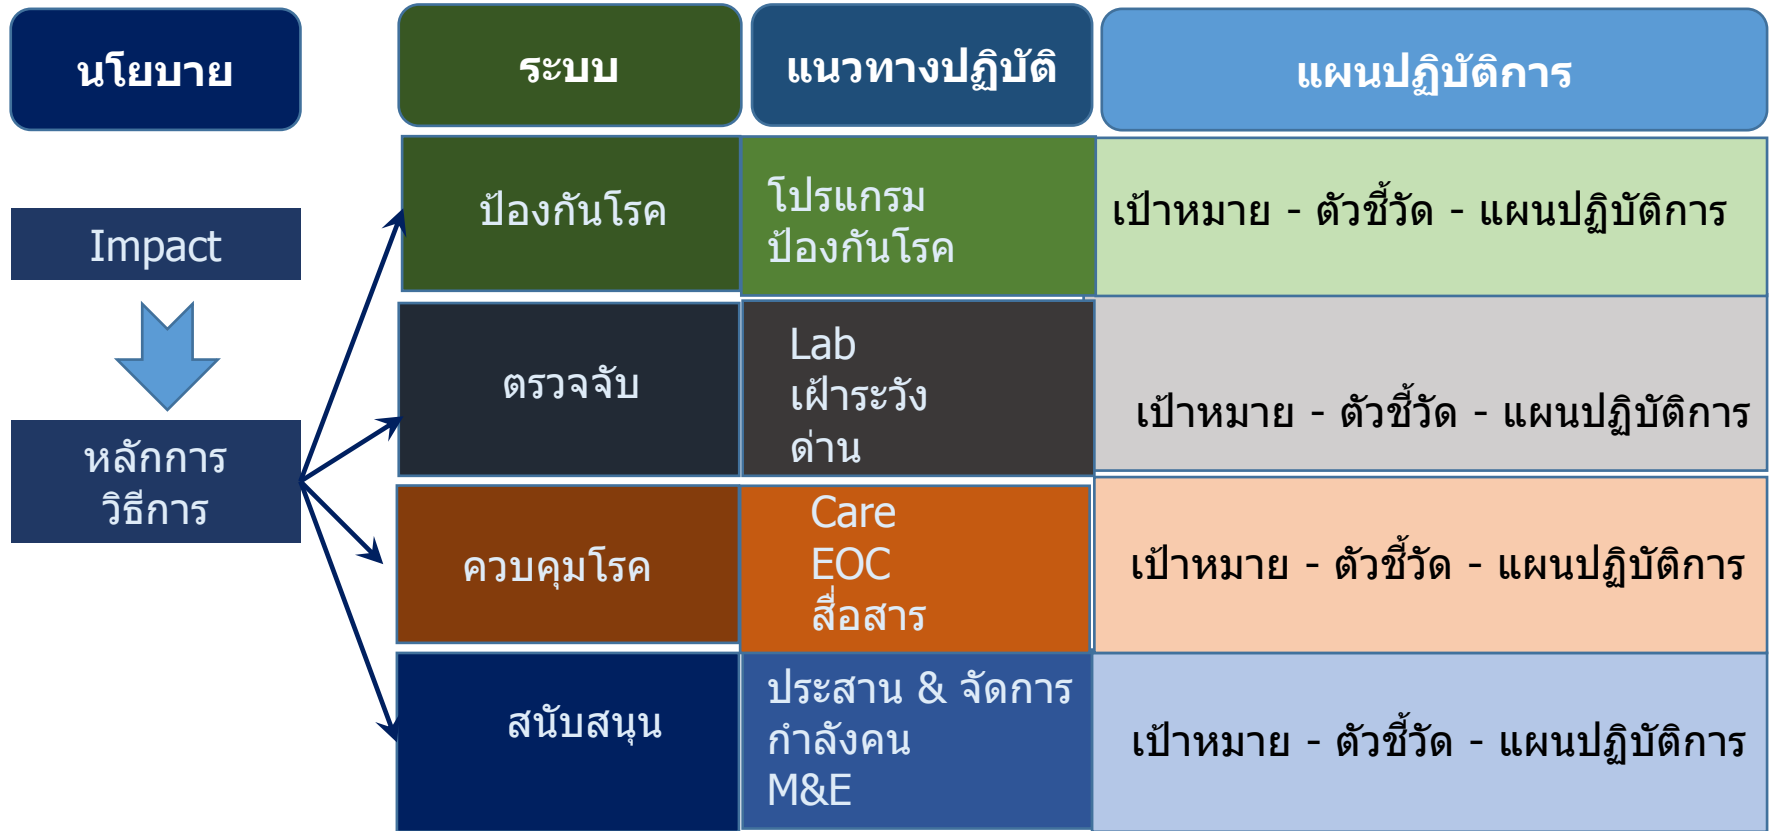 นโยบาย
ระบบ
แนวทางปฏิบัติ
แผนปฏิบัติการ
Impact
หลักการ
วิธีการ
ป้องกันโรค
โปรแกรม
ป้องกันโรค
เป้าหมาย - ตัวชี้วัด - แผนปฏิบัติการ
ตรวจจับ
Lab
เฝ้าระวัง
ด่าน
เป้าหมาย - ตัวชี้วัด - แผนปฏิบัติการ
ควบคุมโรค
Care
EOC
สื่อสาร
เป้าหมาย - ตัวชี้วัด - แผนปฏิบัติการ
สนับสนุน
ประสาน & จัดการ
กำลังคน
M&E
เป้าหมาย - ตัวชี้วัด - แผนปฏิบัติการ